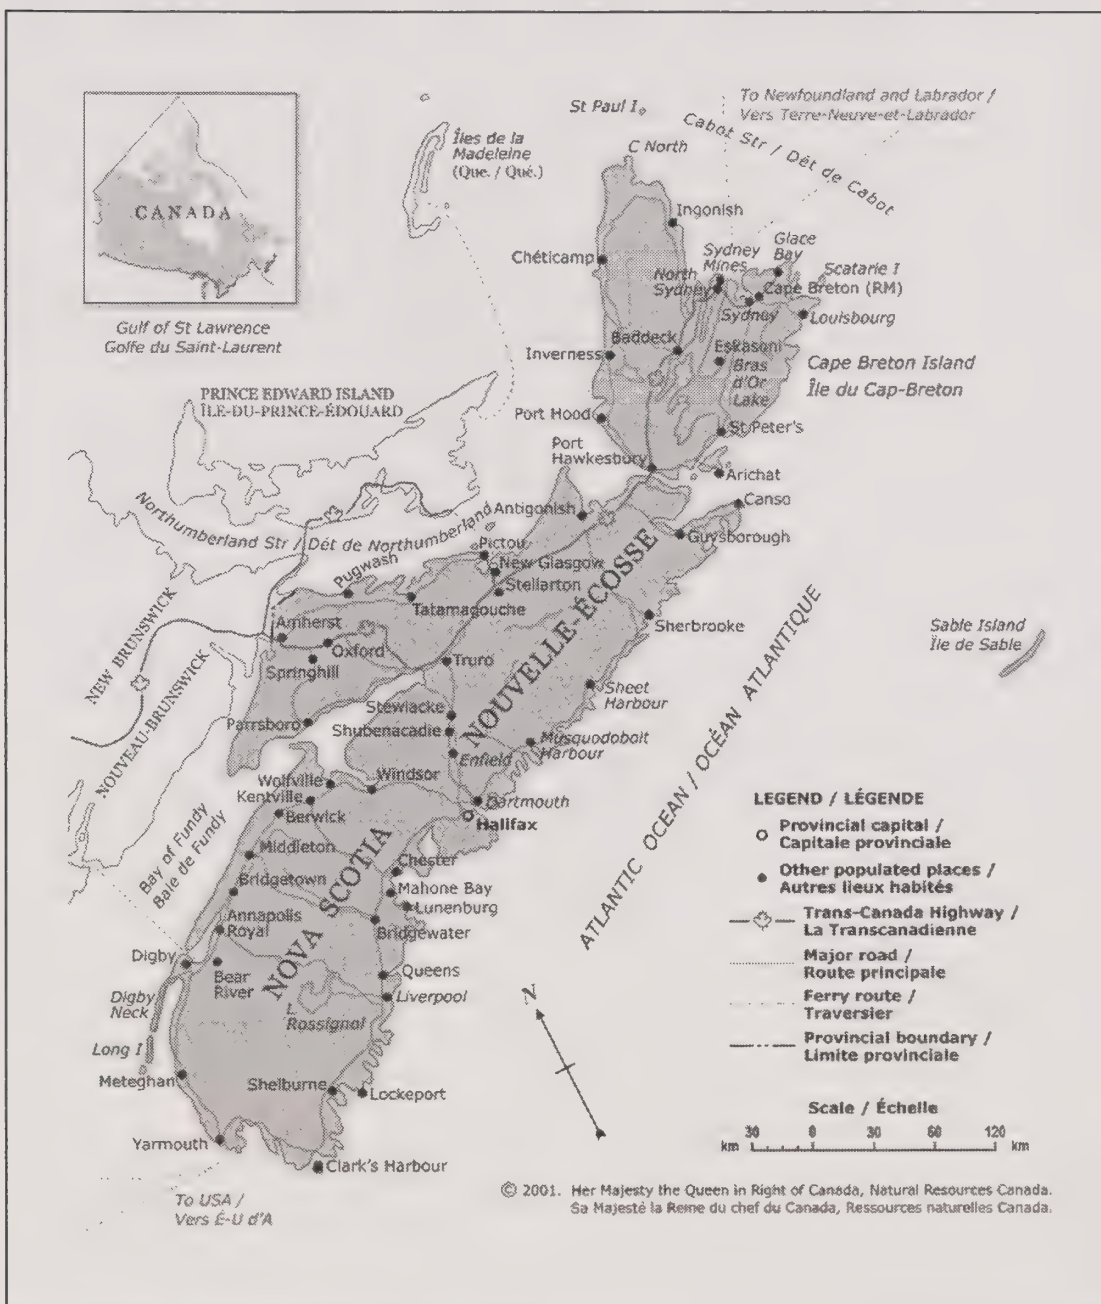 To Newfoundland and Labrador /
Vers Terre-Neuve-et-Labrador
St Paul I
Cabot Str / Dét de Cabot
Îles de la
Madeleine
(Que. / Qué.)
C North
CANADA
Ingonish
Glace
Bay
Sydney
Mines
Chéticamp
North
Sydney
Scatarie I
Cape Breton (RM)
Sydney
Louisbourg
Gulf of St Lawrence
Golfe du Saint-Laurent
Baddeck
Inverness
Eskasoni
Bras
d'Or
Lake
Cape Breton Island
Île du Cap-Breton
PRINCE EDWARD ISLAND
ÎLE-DU-PRINCE-ÉDOUARD
Port Hood
St Peter's
Port
Hawkesbury
Arichat
Canso
Antigonish
Northumberland Str / Dét de Northumberland
Guysborough
Pictou
New Glasgow
Stellarton
Pugwash
Tatamagouche
NEW BRUNSWICK
NOUVEAU-BRUNSWICK
Amherst
Oxford
Springhill
Truro
NOUVELLE-ÉCOSSE
Sherbrooke
Sable Island
Île de Sable
Sheet
Harbour
Stewiacke
Parrsboro
Shubenacadie
Musquodoboit
Harbour
Enfield
ATLANTIC OCEAN / OCÉAN ATLANTIQUE
Wolfville
Windsor
Kentville
Berwick
Dartmouth
Halifax
Bay of Fundy
Baie de Fundy
Middleton
Chester
Bridgetown
Mahone Bay
Lunenburg
NOVA SCOTIA
Annapolis
Royal
Bridgewater
Digby
Bear
River
Queens
Liverpool
Digby
Neck
L
Rossignol
Long I
Meteghan
Shelburne
Lockeport
Yarmouth
Clark's Harbour
To USA /
Vers É-U d'A
N
LEGEND / LÉGENDE
Provincial capital /
Capitale provinciale
Other populated places /
Autres lieux habités
Trans-Canada Highway /
La Transcanadienne
Major road /
Route principale
Ferry route /
Traversier
Provincial boundary /
Limite provinciale
Scale / Échelle
30 0 30 60 120
km km
© 2001. Her Majesty the Queen in Right of Canada, Natural Resources Canada.
Sa Majesté la Reine du chef du Canada, Ressources naturelles Canada.